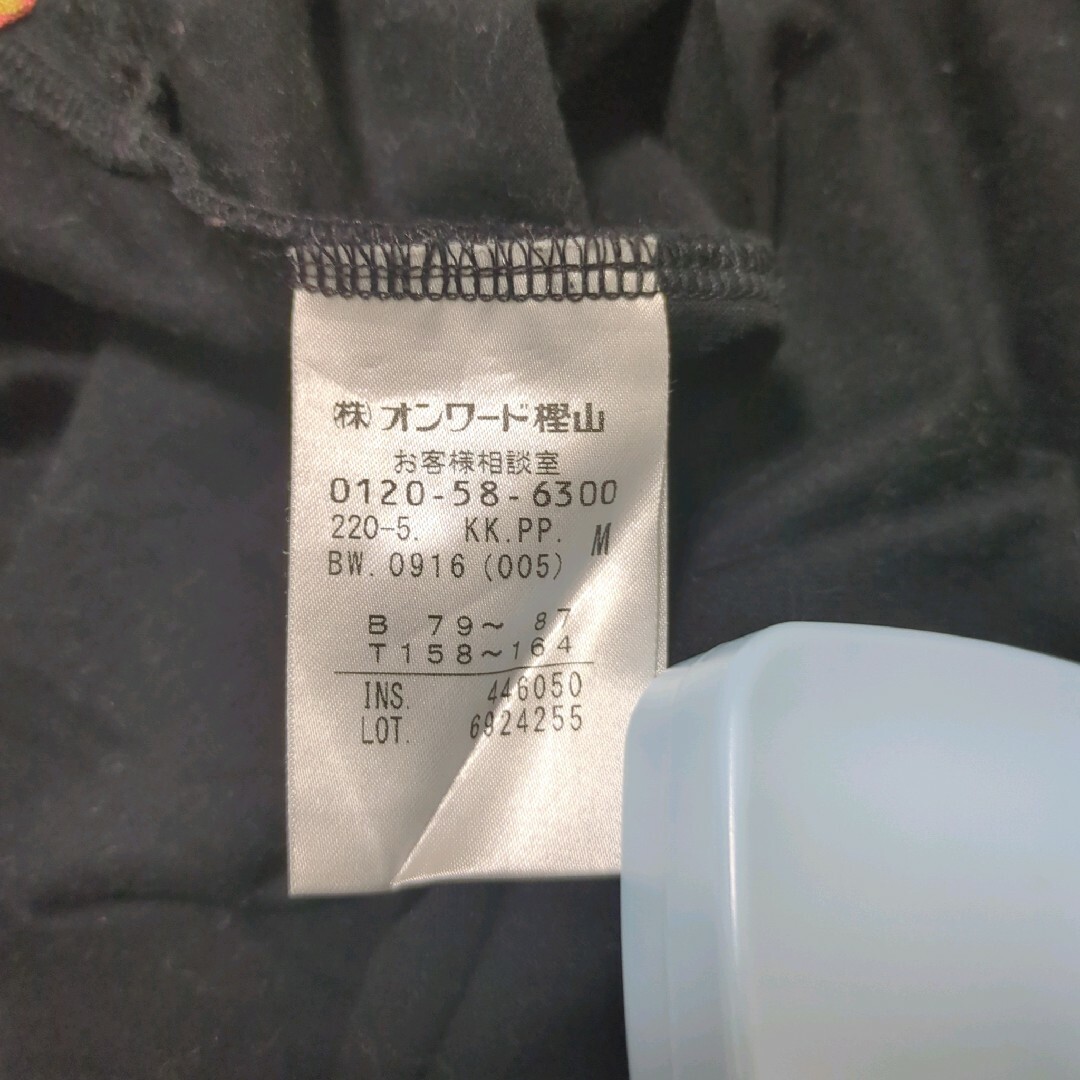 (株)オンワード樫山
お客様相談室
0120-58-6300
220-5. KK.PP. M
BW.0916(005)
B 79~ 87
T158~164
INS. 446050
LOT. 6924255